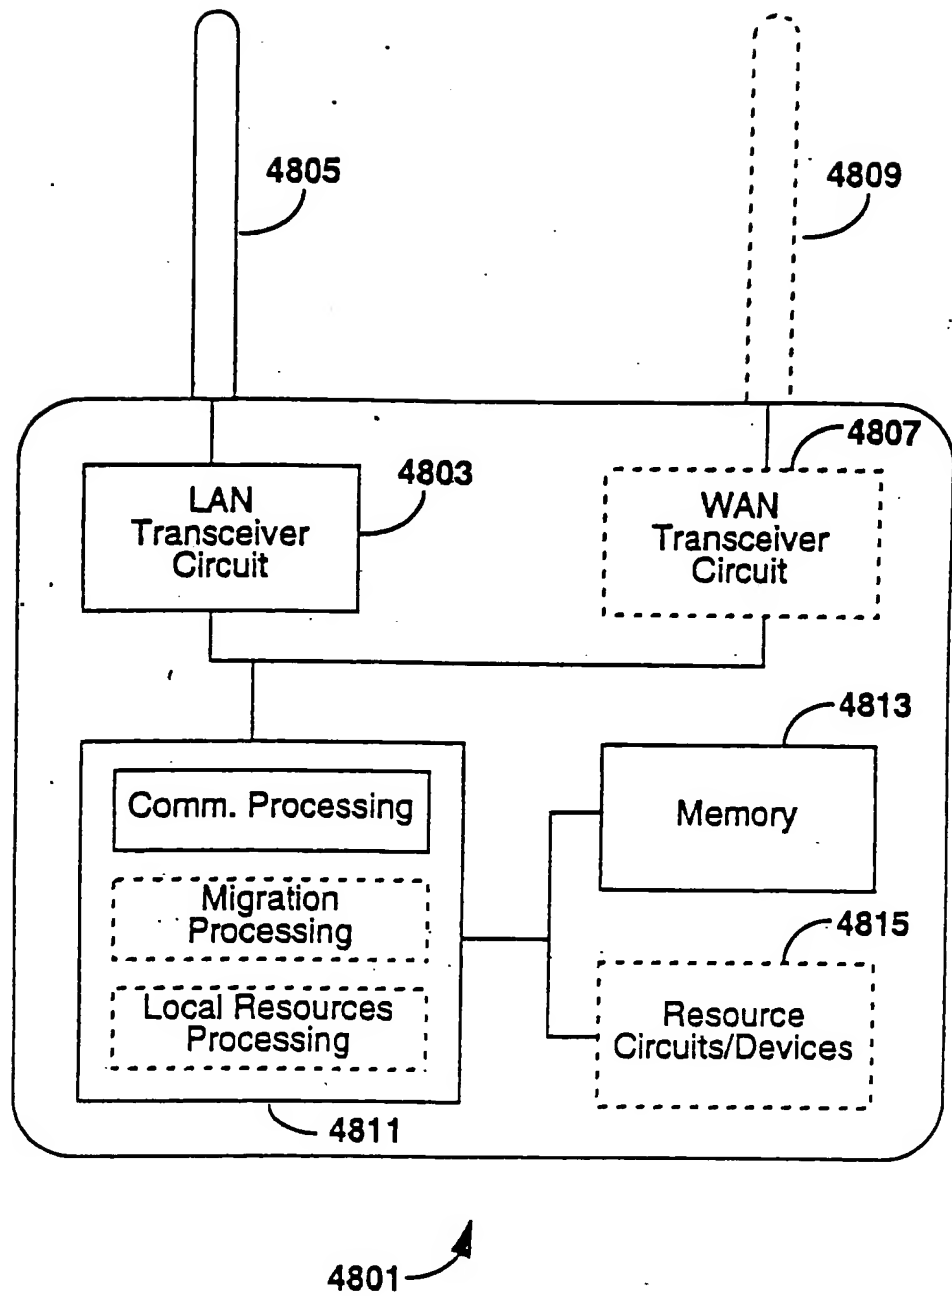 4805
4809
4807
4803
LAN
Transceiver
Circuit
WAN
Transceiver
Circuit
4813
Comm. Processing
Memory
Migration
Processing
4815
Local Resources
Processing
Resource
Circuits/Devices
4811
4801